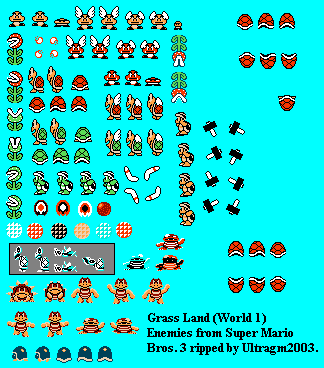 Grass Land (World 1)
Enemies from Super Mario
Bros. 3 ripped by Ultragm2003.